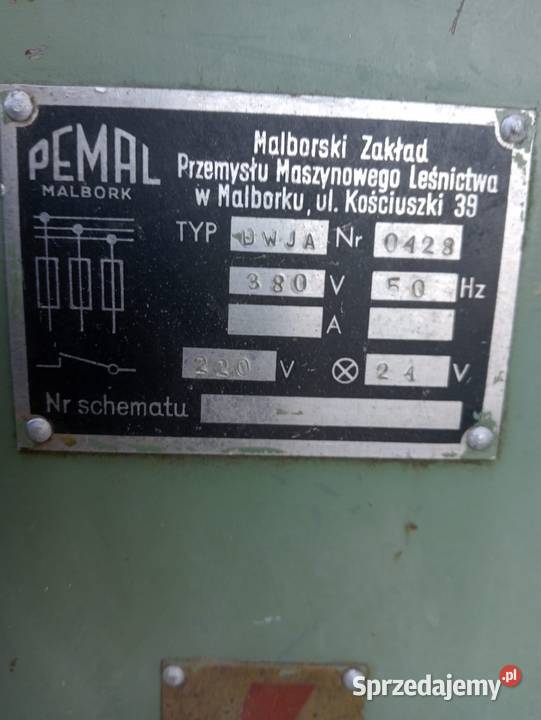 PEMAL
MALBORK
Malborski Zakład
Przemysłu Maszynowego Leśnictwa
w Malborku, ul. Kościuszki 39
TYP DWJA Nr 0428
380 V 50 Hz
A
220 V 24 V
Nr schematu -
Sprzedajemy.pl